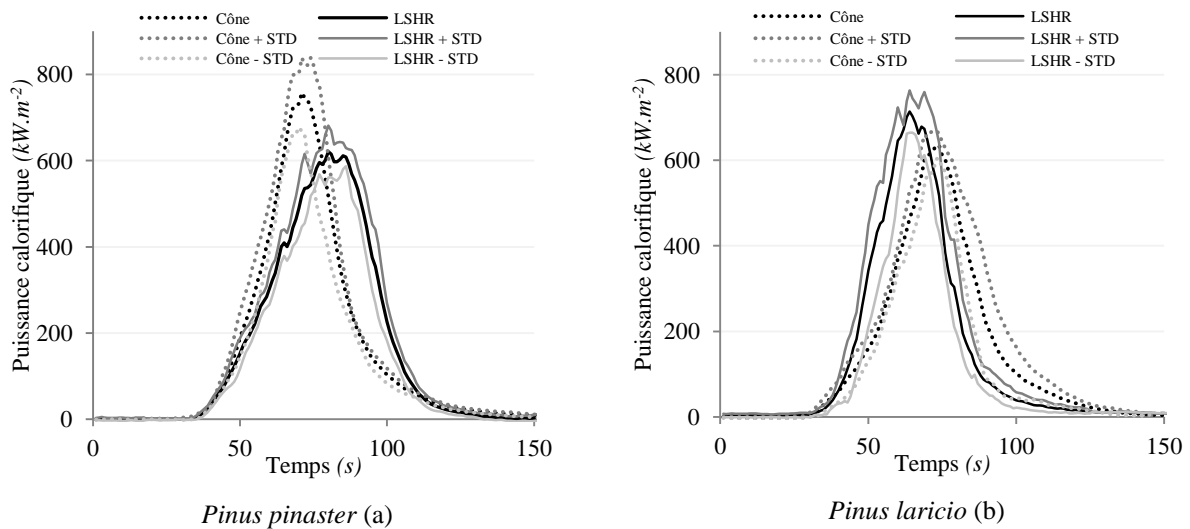 Cône LSHR
Cône + STD LSHR + STD
Cône - STD LSHR - STD
Puissance calorifique (kW.m-2)
800
600
400
200
0
0 50 100 150
Temps (s)
Pinus pinaster (a)
Cône LSHR
Cône + STD LSHR + STD
Cône - STD LSHR - STD
Puissance calorifique (kW.m-2)
800
600
400
200
0
0 50 100 150
Temps (s)
Pinus laricio (b)